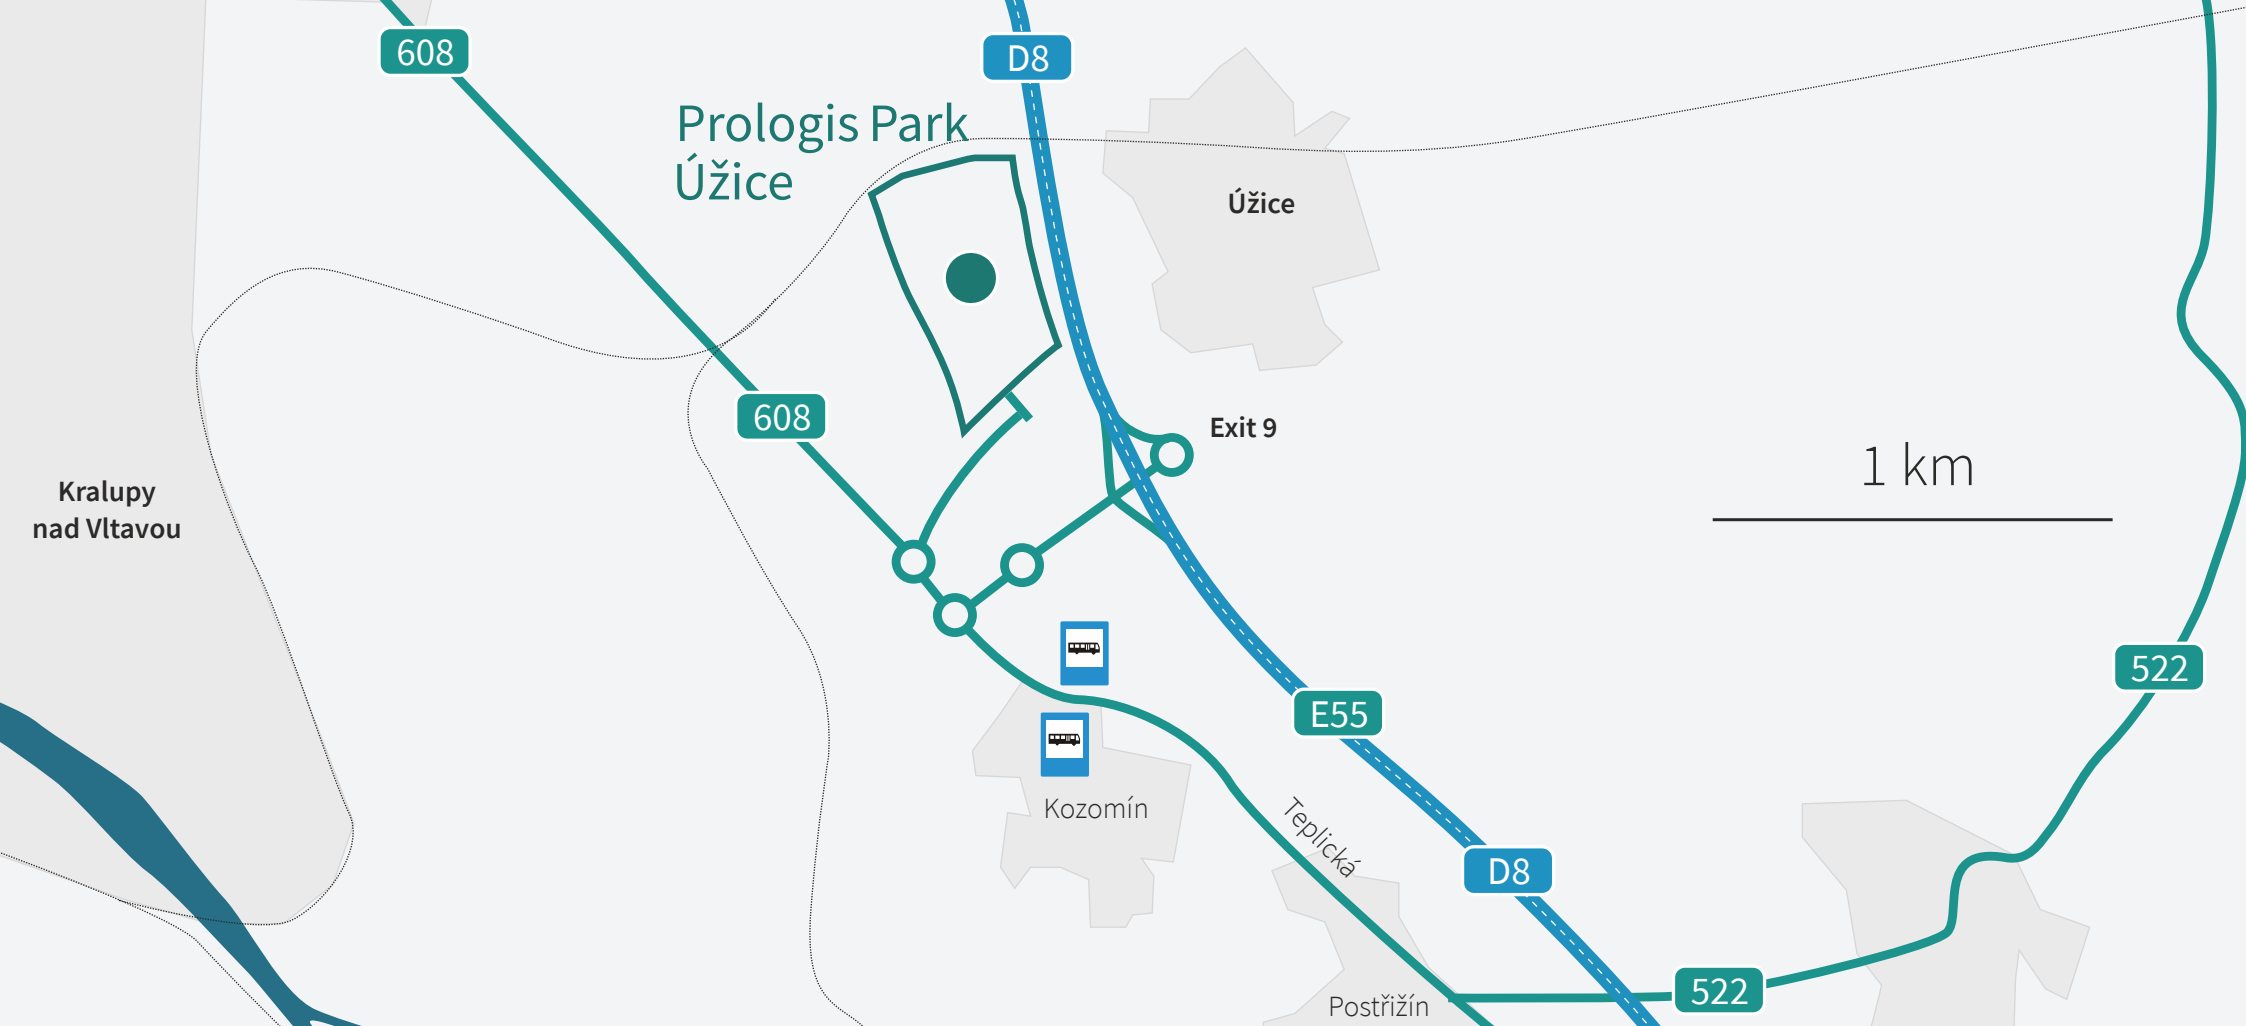 608
D8
Prologis Park
Úžice
Úžice
608
Exit 9
1 km
Kralupy
nad Vltavou
522
E55
Kozomín
Teplická
D8
522
Postřižín